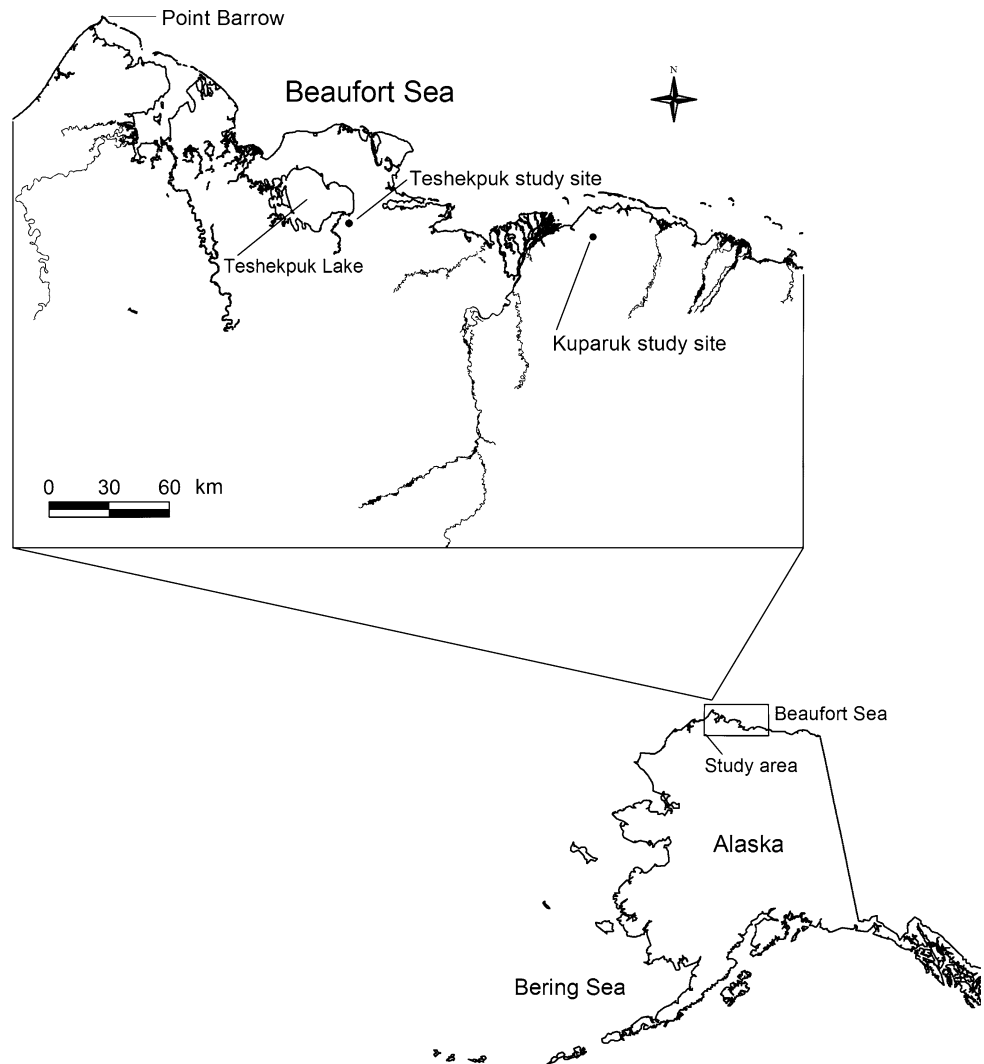 Point Barrow
Beaufort Sea
N
Teshekpuk study site
Teshekpuk Lake
Kuparuk study site
0 30 60 km
Beaufort Sea
Study area
Alaska
Bering Sea